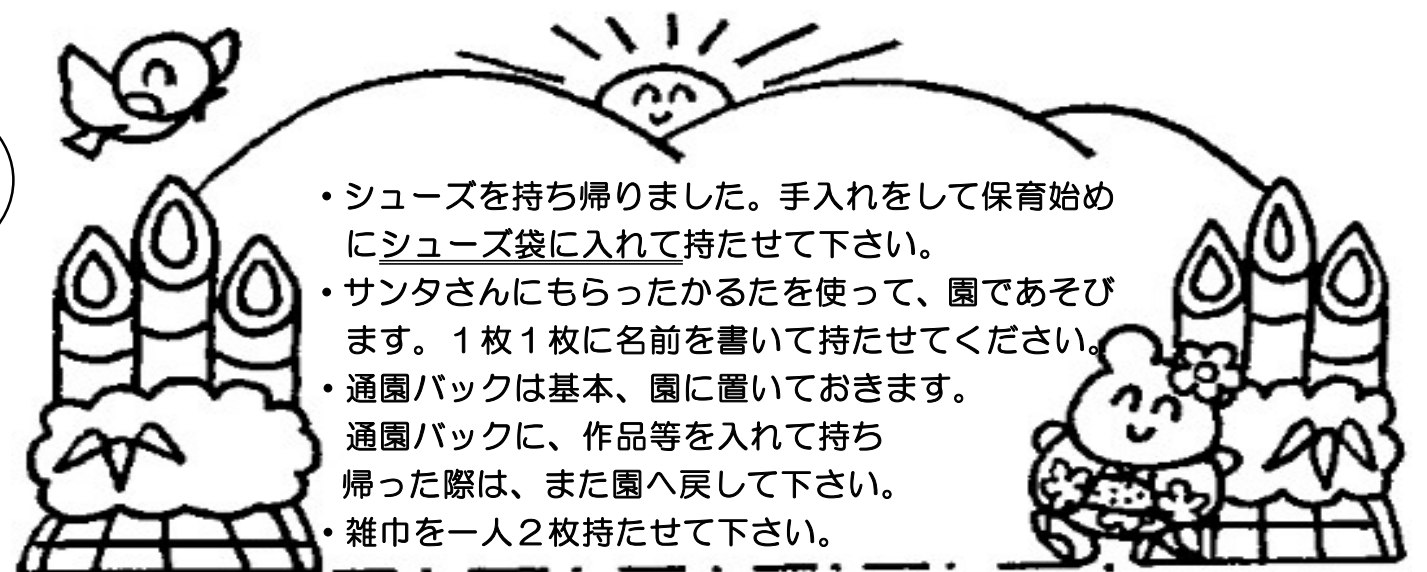 ・シューズを持ち帰りました。手入れをして保育始め
にシューズ袋に入れて持たせて下さい。
・サンタさんにもらったかるたを使って、園であそび
ます。１枚１枚に名前を書いて持たせてください。
・通園バックは基本、園に置いておきます。
通園バックに、作品等を入れて持ち
帰った際は、また園へ戻して下さい。
・雑巾を一人２枚持たせて下さい。